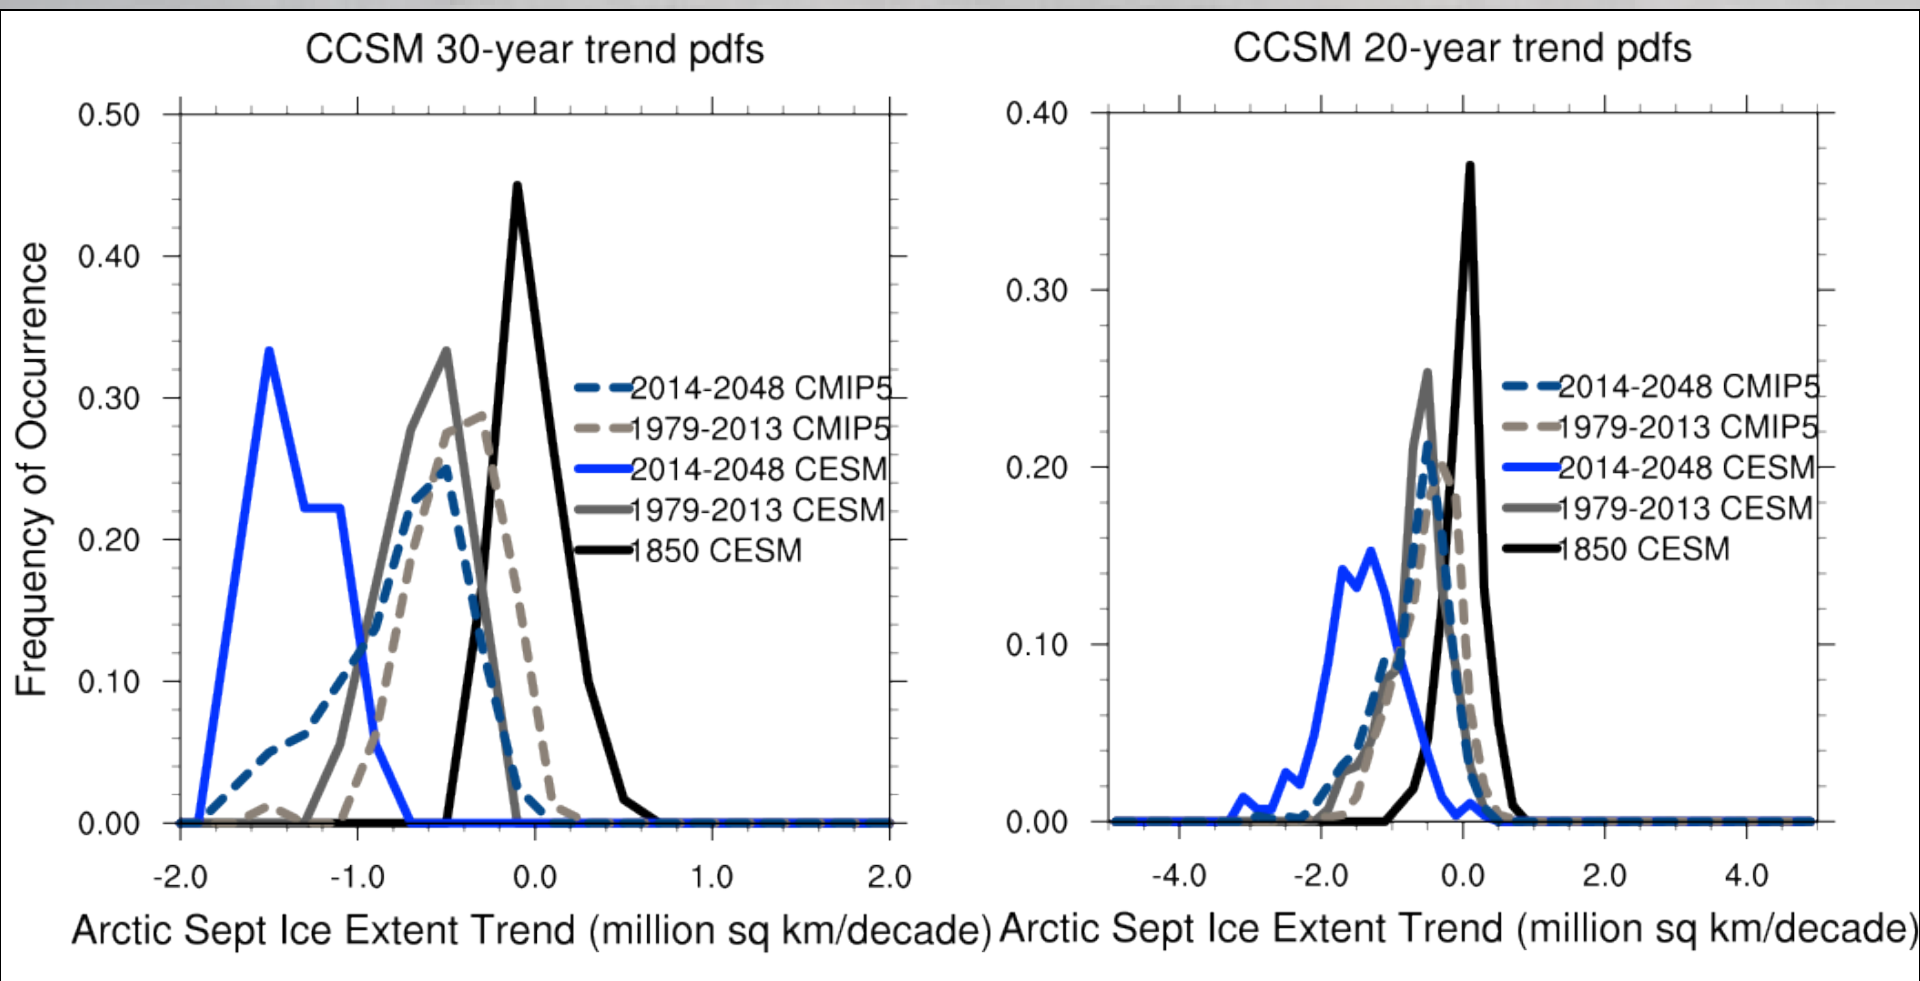 CCSM 30-year trend pdfs
0.50
0.40
0.30
0.20
0.10
0.00
Frequency of Occurrence
2014-2048 CMIP5
1979-2013 CMIP5
2014-2048 CESM
1979-2013 CESM
1850 CESM
-2.0 -1.0 0.0 1.0 2.0
Arctic Sept Ice Extent Trend (million sq km/decade)
CCSM 20-year trend pdfs
0.40
0.30
0.20
0.10
0.00
2014-2048 CMIP5
1979-2013 CMIP5
2014-2048 CESM
1979-2013 CESM
1850 CESM
-4.0 -2.0 0.0 2.0 4.0
Arctic Sept Ice Extent Trend (million sq km/decade)